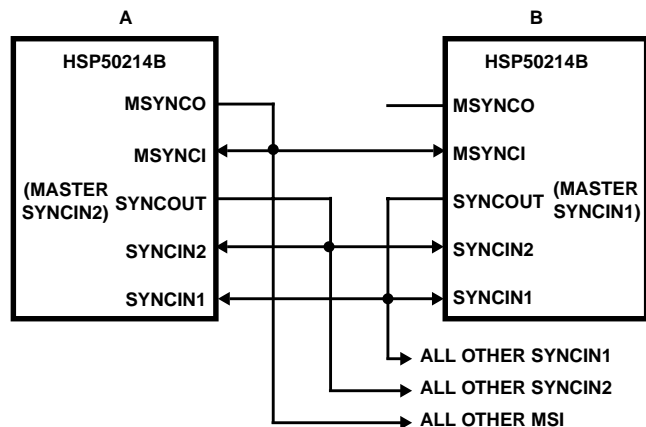 A
B
HSP50214B
HSP50214B
MSYNCO
MSYNCO
MSYNCI
MSYNCI
(MASTER
SYNCIN2)
SYNCOUT
SYNCOUT
(MASTER
SYNCIN1)
SYNCIN2
SYNCIN2
SYNCIN1
SYNCIN1
ALL OTHER SYNCIN1
ALL OTHER SYNCIN2
ALL OTHER MSI